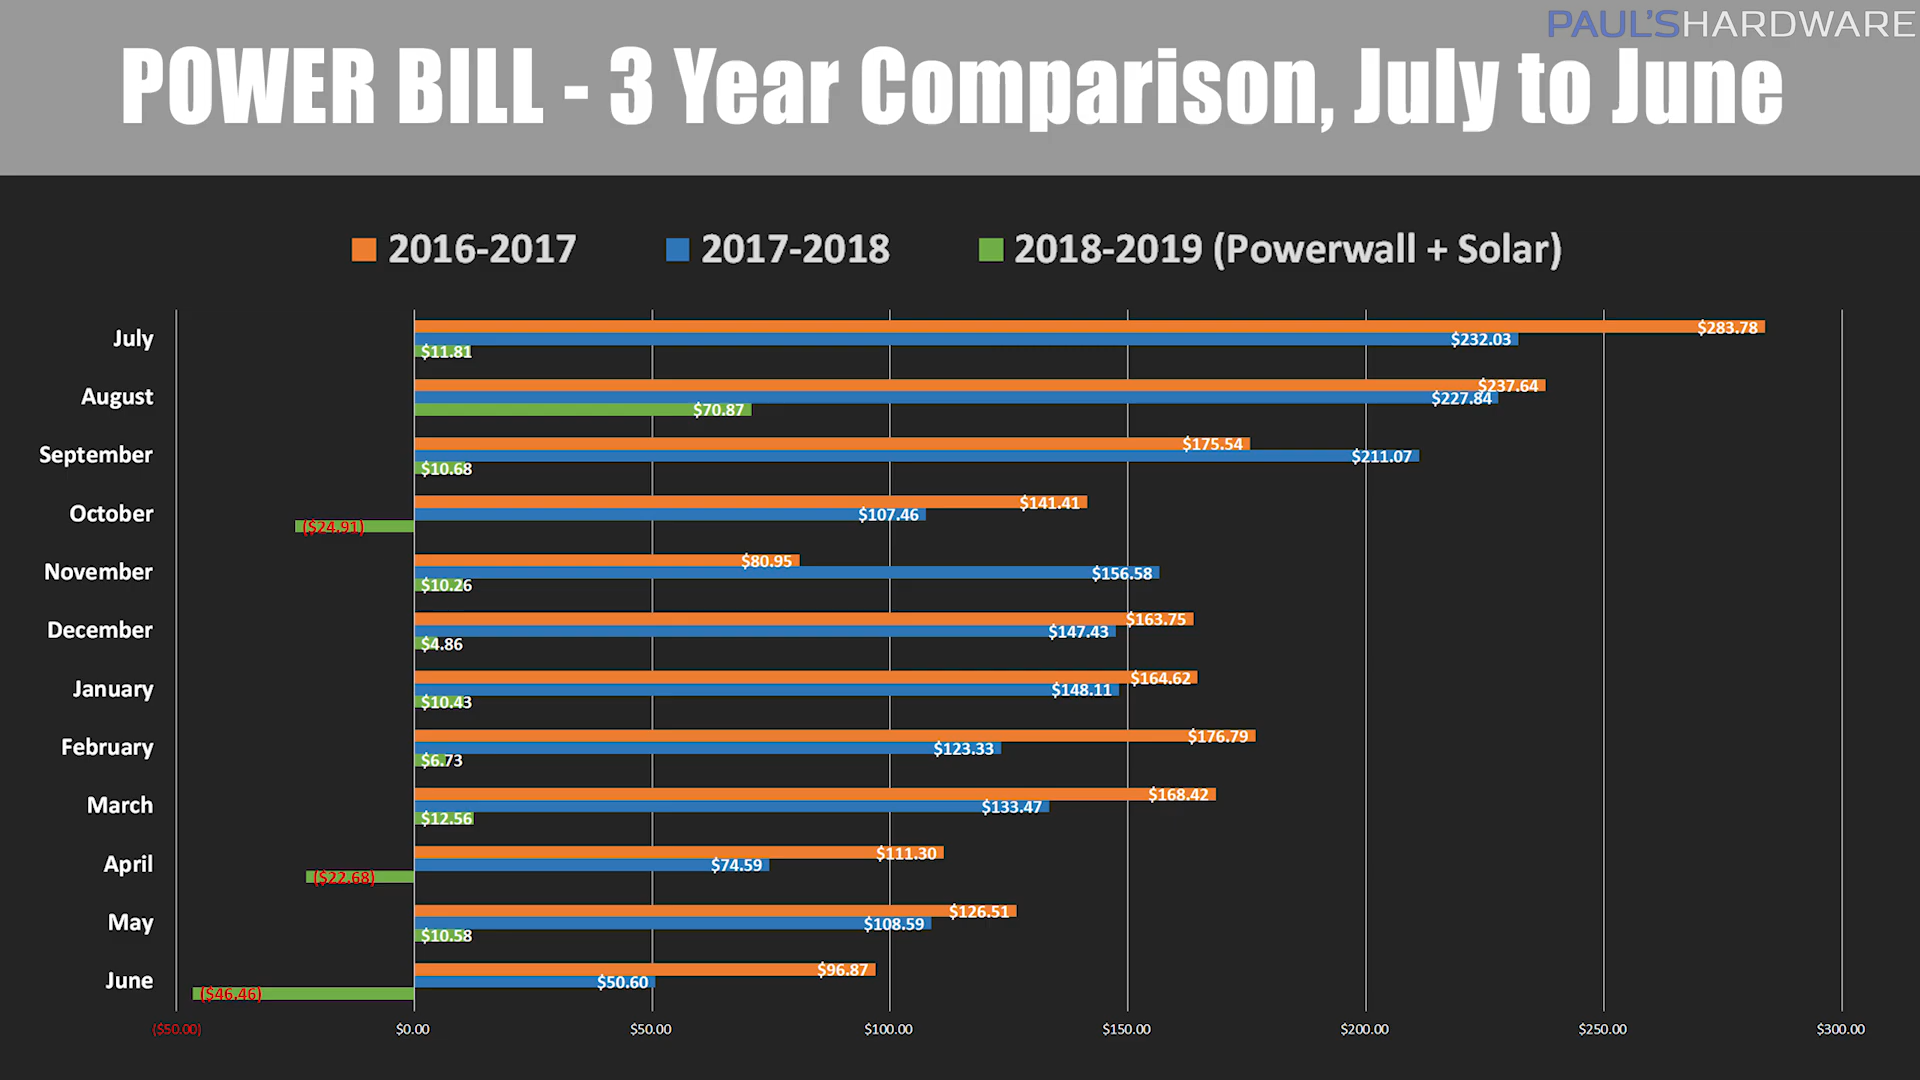 PAUL'SHARDWARE
POWER BILL - 3 Year Comparison, July to June
2016-2017 2017-2018 2018-2019 (Powerwall + Solar)
$283.78
July $232.03
$11.81
$237.64
August $227.84
$70.87
$175.54
September $211.07
$10.68
$141.41
October $107.46
($24.91)
$80.95
November $156.58
$10.26
$163.75
December $147.43
$4.86
$164.62
January $148.11
$10.43
$176.79
February $123.33
$6.73
$168.42
March $133.47
$12.56
$111.30
April $74.59
($22.68)
$126.51
May $108.59
$10.58
$96.87
June $50.60
($46.46)
($50.00) $0.00 $50.00 $100.00 $150.00 $200.00 $250.00 $300.00